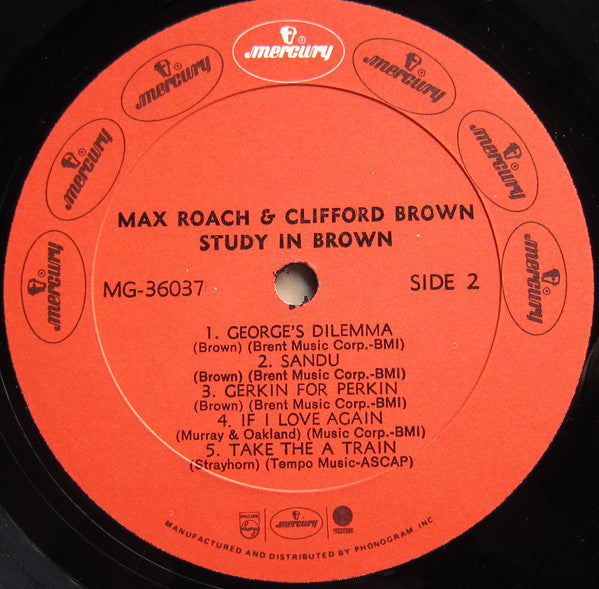 mercury
mercury
mercury
mercury
mercury
mercury
mercury
MAX ROACH & CLIFFORD BROWN
STUDY IN BROWN
MG-36037
SIDE 2
1. GEORGE'S DILEMMA
(Brown) (Brent Music Corp.-BMI)
2. SANDU
(Brown) (Brent Music Corp.-BMI)
3. GERKIN FOR PERKIN
(Brown) (Brent Music Corp.-BMI)
4. IF I LOVE AGAIN
(Murray & Oakland) (Music Corp.-BMI)
5. TAKE THE A TRAIN
(Strayhorn) (Tempo Music-ASCAP)
PHILIPS
mercury
MANUFACTURED AND DISTRIBUTED BY PHONOGRAM, INC